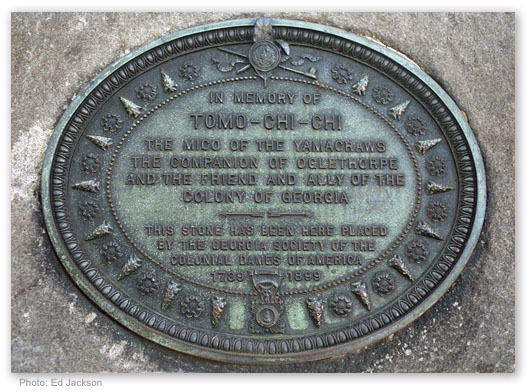 IN MEMORY OF
TOMO-CHI-CHI
THE MICO OF THE YAMACRAWS
THE COMPANION OF OGLETHORPE
AND THE FRIEND AND ALLY OF THE
COLONY OF GEORGIA
THIS STONE HAS BEEN HERE PLACED
BY THE GEORGIA SOCIETY OF THE
COLONIAL DAMES OF AMERICA
1739 1899
Photo: Ed Jackson